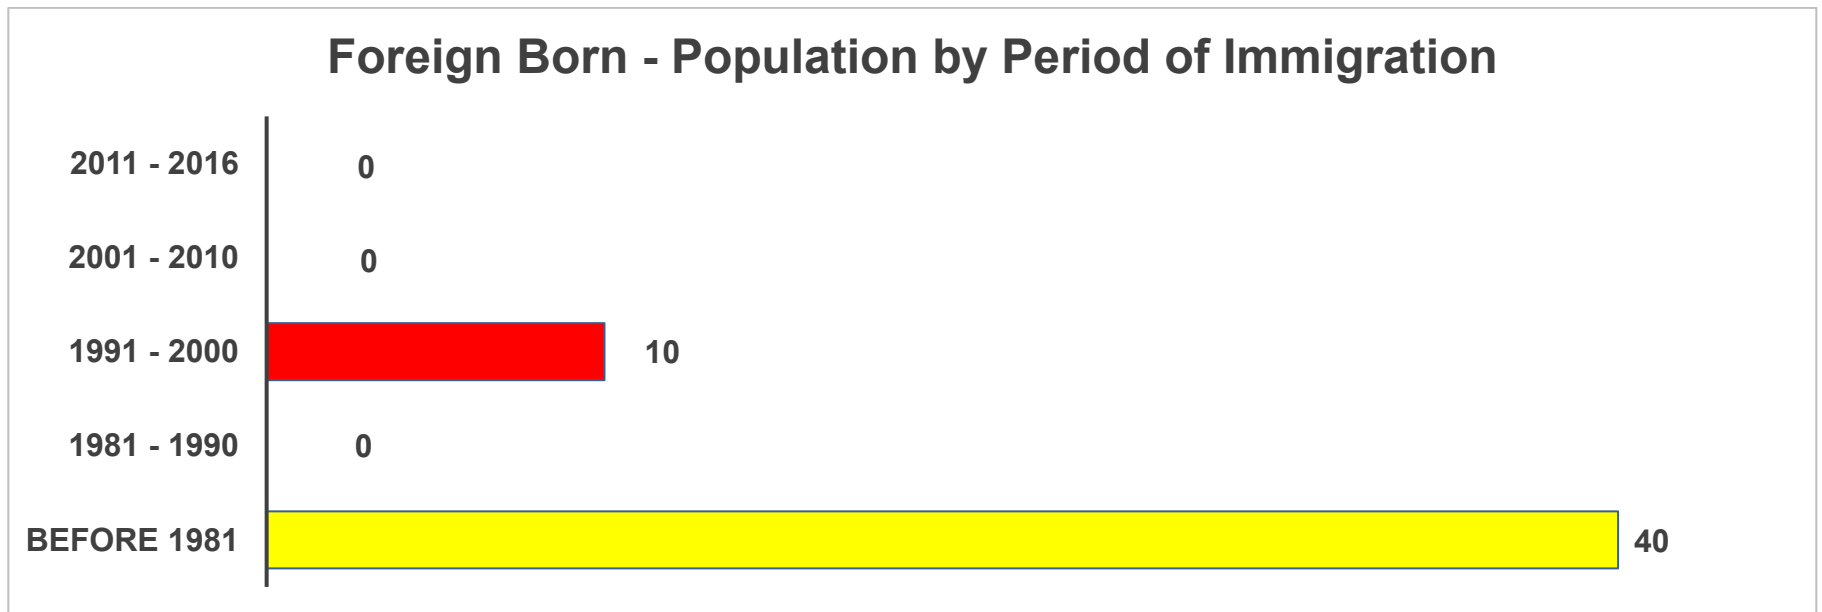 Foreign Born - Population by Period of Immigration
2011 - 2016 0
2001 - 2010 0
1991 - 2000 10
1981 - 1990 0
BEFORE 1981 40